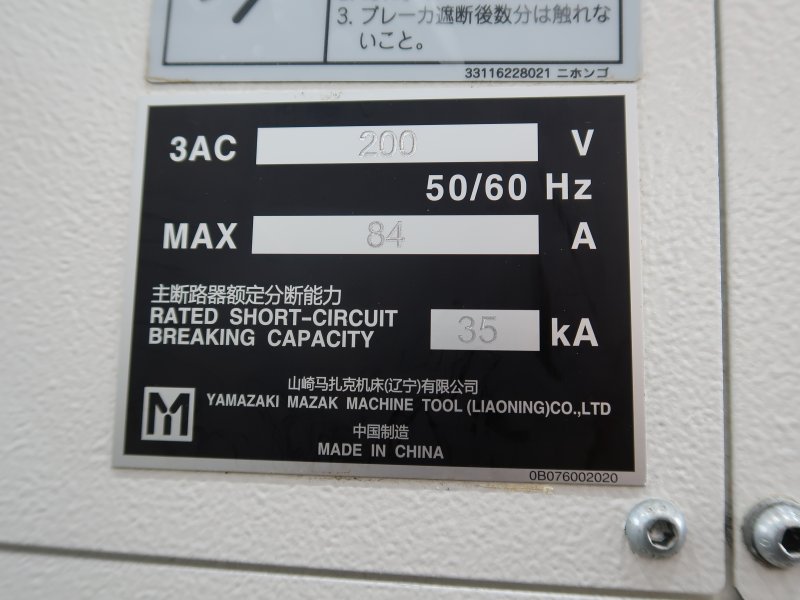 3. ブレーカ遮断後数分は触れな
いこと。
33116228021 ニホンゴ
3AC 200 V
50/60 Hz
MAX 84 A
主断路器额定分断能力
RATED SHORT-CIRCUIT
BREAKING CAPACITY 35 kA
山崎马扎克机床(辽宁)有限公司
YAMAZAKI MAZAK MACHINE TOOL (LIAONING)CO.,LTD
中国制造
MADE IN CHINA
0B076002020